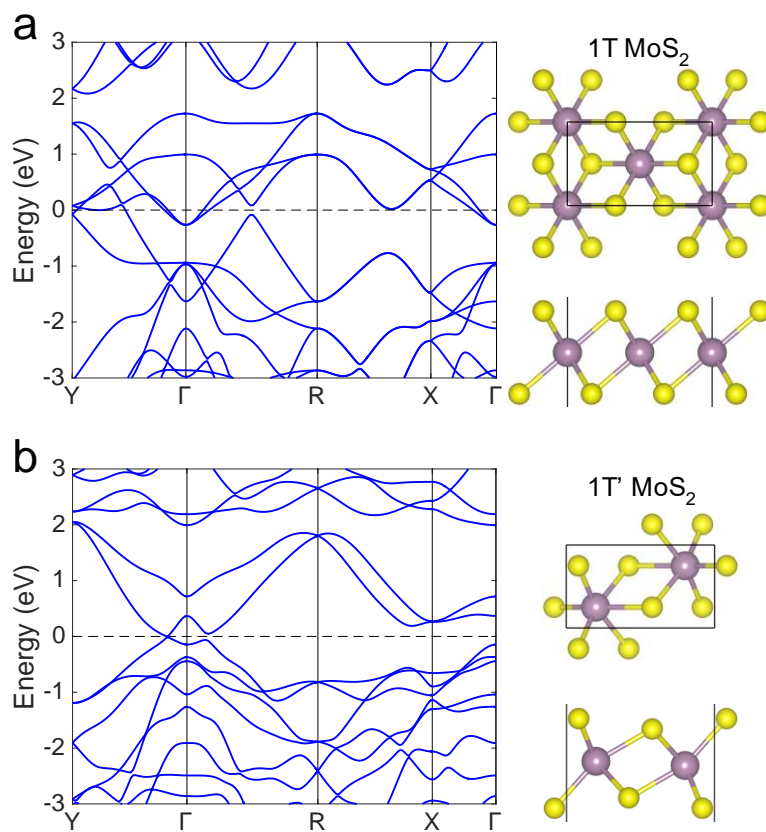 a
1T MoS₂
Energy (eV)
3
2
1
0
-1
-2
-3
Y Γ R X Γ
b
1T’ MoS₂
Energy (eV)
3
2
1
0
-1
-2
-3
Y Γ R X Γ